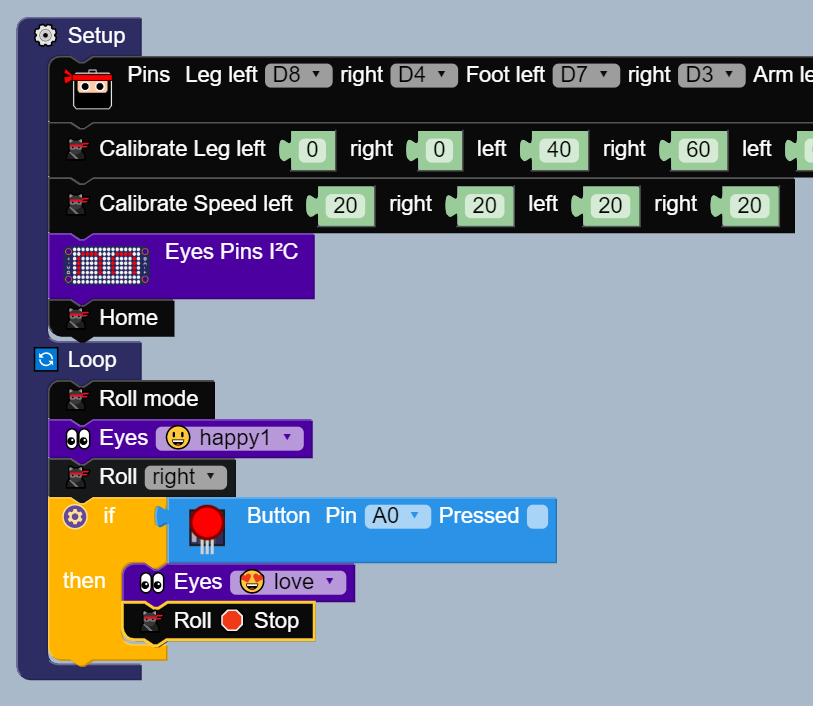 Setup
Pins Leg left D8 right D4 Foot left D7 right D3 Arm le
Calibrate Leg left 0 right 0 left 40 right 60 left
Calibrate Speed left 20 right 20 left 20 right 20
Eyes Pins I²C
Home
Loop
Roll mode
Eyes happy1
Roll right
if Button Pin A0 Pressed
then Eyes love
Roll Stop